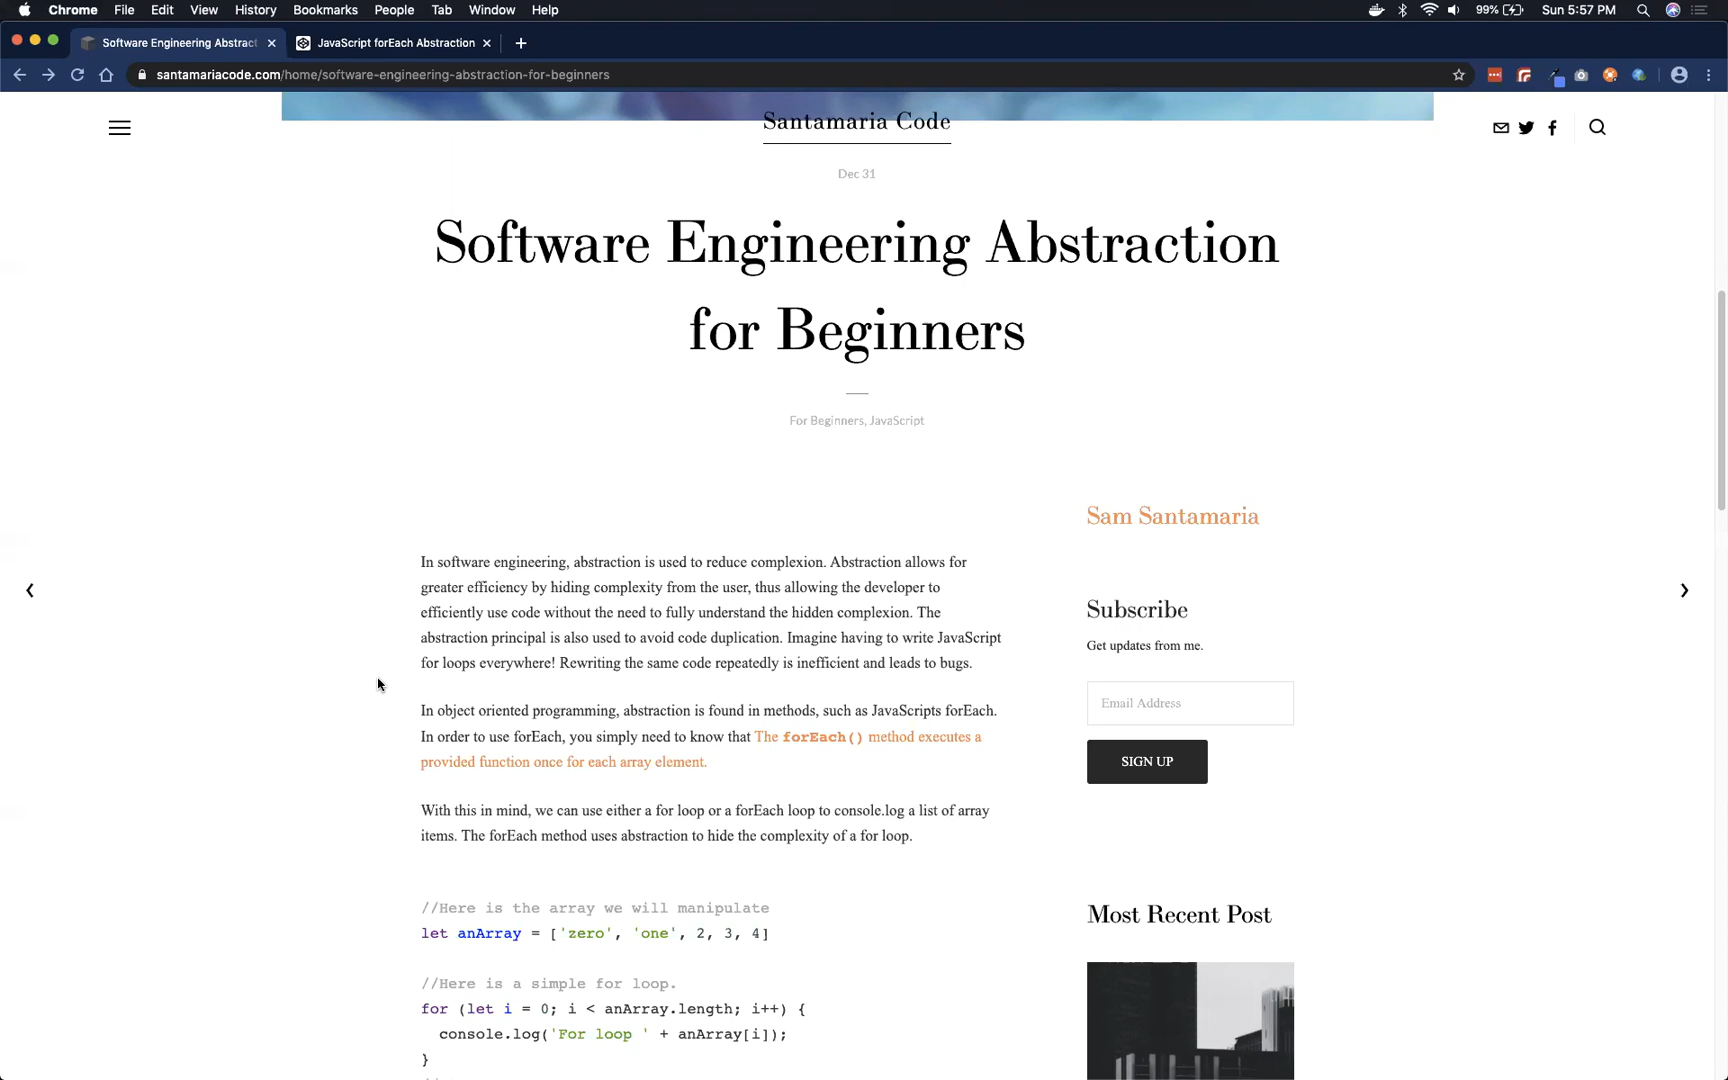 Chrome File Edit View History Bookmarks People Tab Window Help 99% Sun 5:57 PM
Software Engineering Abstract JavaScript forEach Abstraction
santamariacode.com/home/software-engineering-abstraction-for-beginners
Santamaria Code
Dec 31
Software Engineering Abstraction
for Beginners
For Beginners, JavaScript
In software engineering, abstraction is used to reduce complexion. Abstraction allows for
greater efficiency by hiding complexity from the user, thus allowing the developer to
efficiently use code without the need to fully understand the hidden complexion. The
abstraction principal is also used to avoid code duplication. Imagine having to write JavaScript
for loops everywhere! Rewriting the same code repeatedly is inefficient and leads to bugs.
In object oriented programming, abstraction is found in methods, such as JavaScripts forEach.
In order to use forEach, you simply need to know that The forEach() method executes a
provided function once for each array element.
With this in mind, we can use either a for loop or a forEach loop to console.log a list of array
items. The forEach method uses abstraction to hide the complexity of a for loop.
//Here is the array we will manipulate
let anArray = ['zero', 'one', 2, 3, 4]
//Here is a simple for loop.
for (let i = 0; i < anArray.length; i++) {
console.log('For loop ' + anArray[i]);
}
Sam Santamaria
Subscribe
Get updates from me.
Email Address
SIGN UP
Most Recent Post